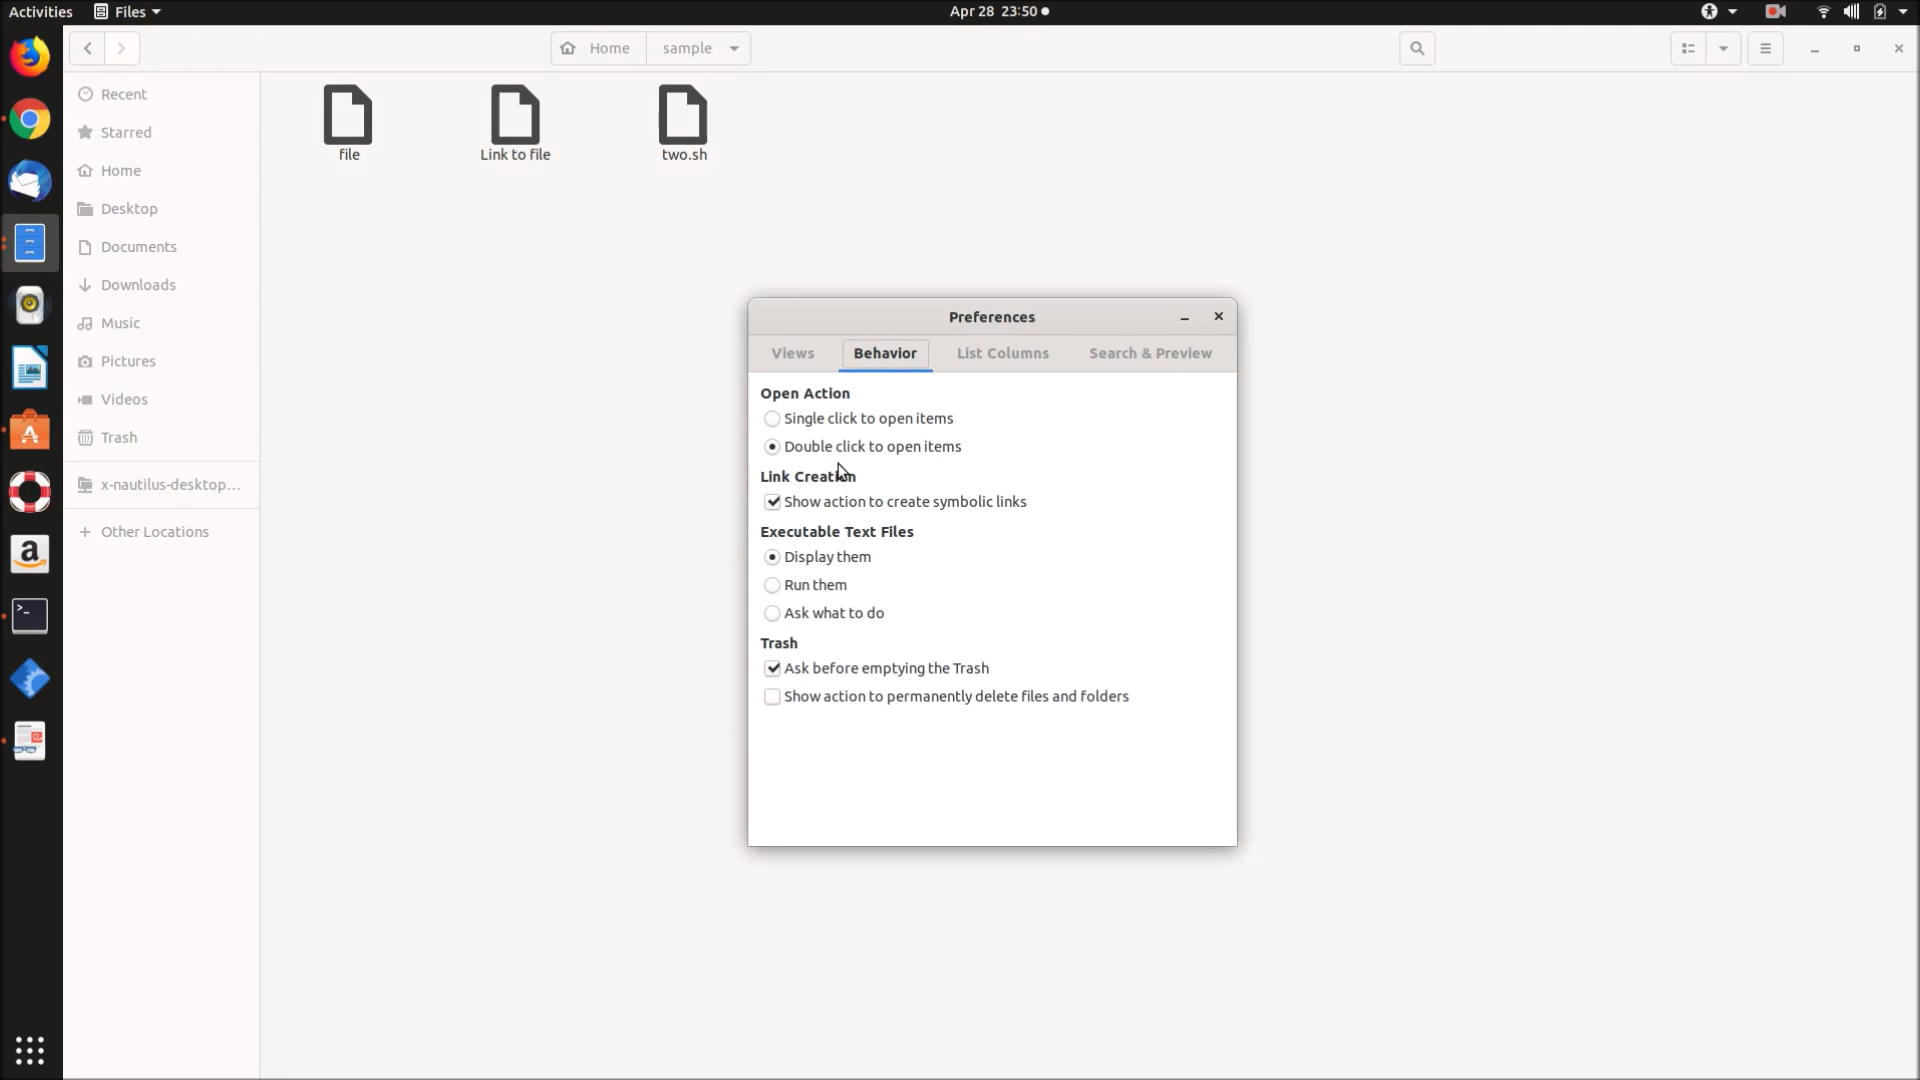 Activities Files Apr 28 23:50
Home sample
Recent
Starred
Home
Desktop
Documents
Downloads
Music
Pictures
Videos
Trash
x-nautilus-desktop...
Other Locations
file Link to file two.sh
Preferences
Views Behavior List Columns Search & Preview
Open Action
Single click to open items
Double click to open items
Link Creation
Show action to create symbolic links
Executable Text Files
Display them
Run them
Ask what to do
Trash
Ask before emptying the Trash
Show action to permanently delete files and folders